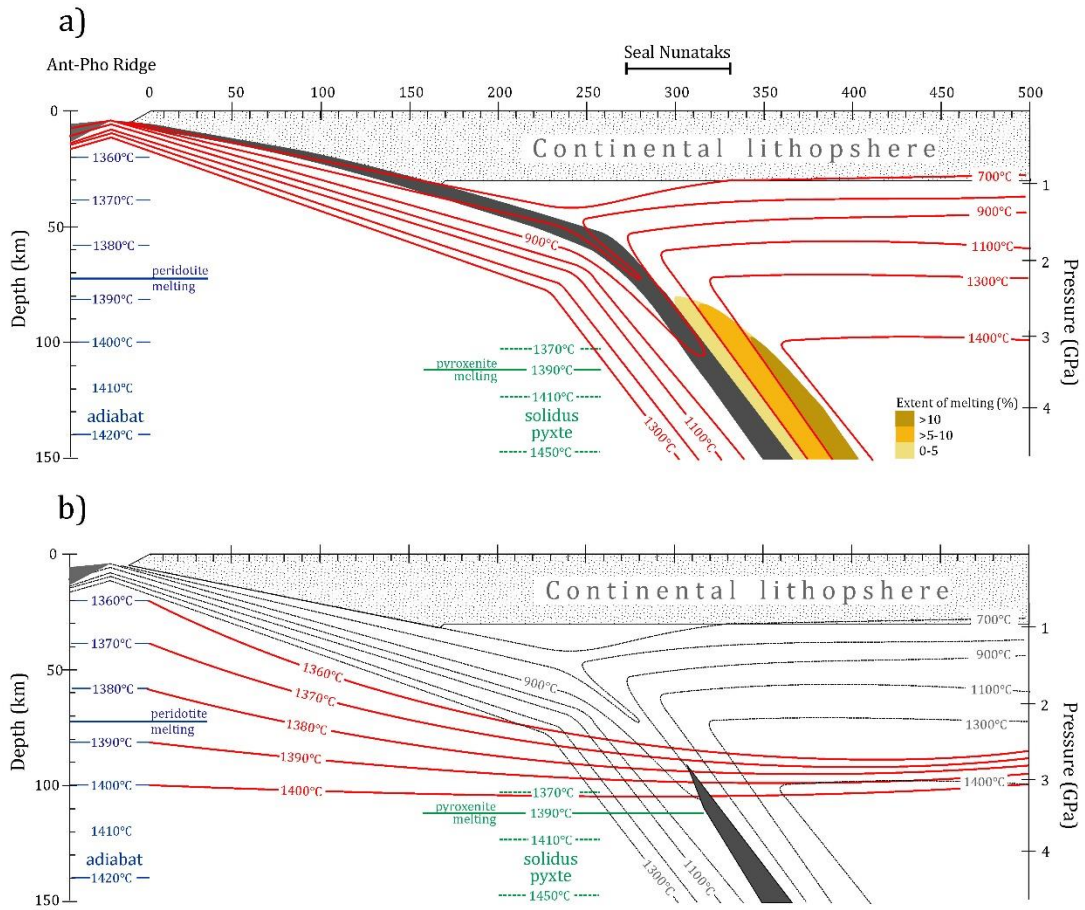 a)
Seal Nunataks
Ant-Pho Ridge
0 50 100 150 200 250 300 350 400 450 500
0
Continental lithopshere
1360°C
700°C
1
1370°C
900°C
50
900°C
1380°C
1100°C
2
peridotite
melting
1300°C
1390°C
Depth (km)
Pressure (GPa)
100
1400°C
1370°C
1400°C
3
pyroxenite
melting
1390°C
1410°C
1410°C
Extent of melting (%)
>10
>5-10
0-5
adiabat
solidus
pyxte
4
1420°C
1300°C
1100°C
1450°C
150
b)
0
Continental lithopshere
1360°C
700°C
1
1370°C
900°C
50
1360°C
900°C
1370°C
1380°C
1380°C
1100°C
2
peridotite
melting
1300°C
1390°C
1390°C
Depth (km)
Pressure (GPa)
100
1400°C
1400°C
1370°C
1400°C
3
pyroxenite
melting
1390°C
1410°C
1410°C
adiabat
solidus
pyxte
4
1420°C
1300°C
1100°C
1450°C
150